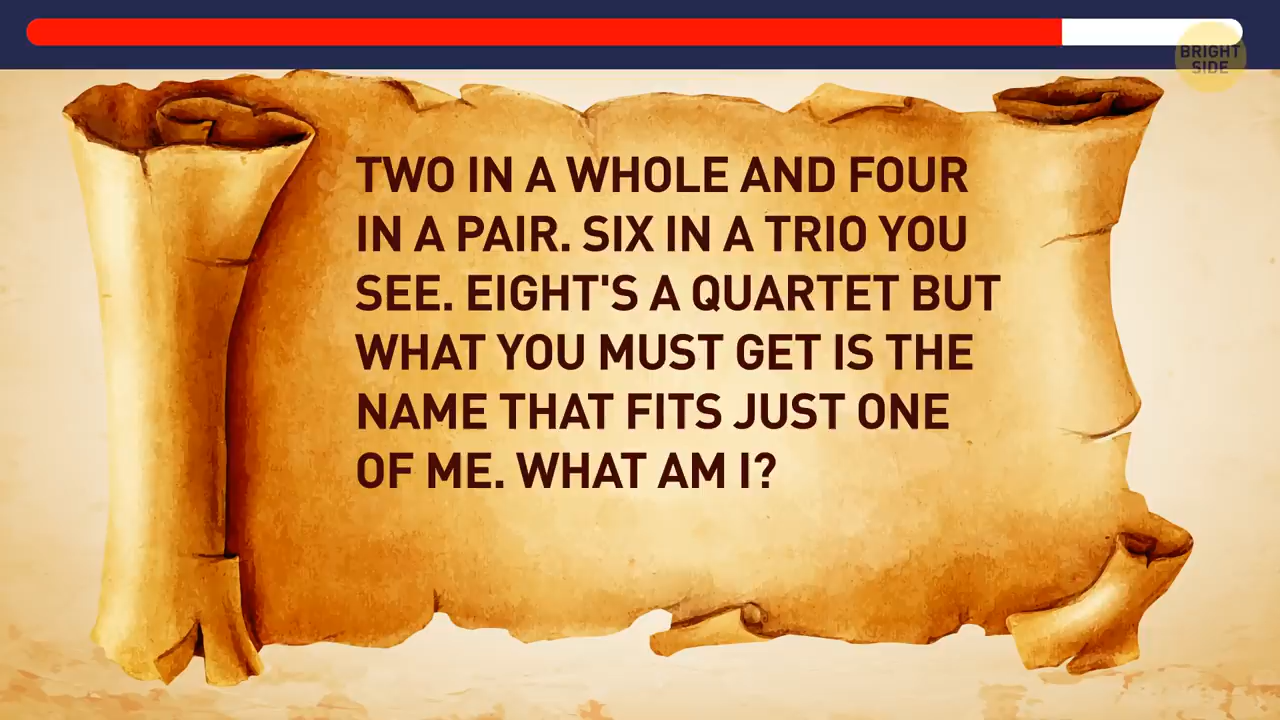 BRIGHT
SIDE
TWO IN A WHOLE AND FOUR
IN A PAIR. SIX IN A TRIO YOU
SEE. EIGHT'S A QUARTET BUT
WHAT YOU MUST GET IS THE
NAME THAT FITS JUST ONE
OF ME. WHAT AM I?